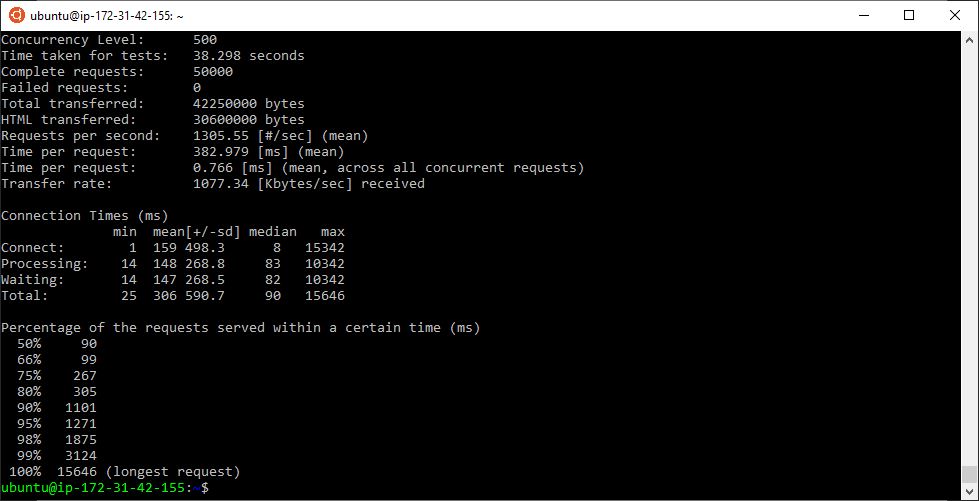 ubuntu@ip-172-31-42-155: ~
Concurrency Level:      500
Time taken for tests:   38.298 seconds
Complete requests:      50000
Failed requests:        0
Total transferred:      42250000 bytes
HTML transferred:       30600000 bytes
Requests per second:    1305.55 [#/sec] (mean)
Time per request:       382.979 [ms] (mean)
Time per request:       0.766 [ms] (mean, across all concurrent requests)
Transfer rate:          1077.34 [Kbytes/sec] received

Connection Times (ms)
              min  mean[+/-sd] median   max
Connect:        1  159 498.3      8   15342
Processing:    14  148 268.8     83   10342
Waiting:       14  147 268.5     82   10342
Total:         25  306 590.7     90   15646

Percentage of the requests served within a certain time (ms)
  50%     90
  66%     99
  75%    267
  80%    305
  90%   1101
  95%   1271
  98%   1875
  99%   3124
 100%  15646 (longest request)
ubuntu@ip-172-31-42-155:~$